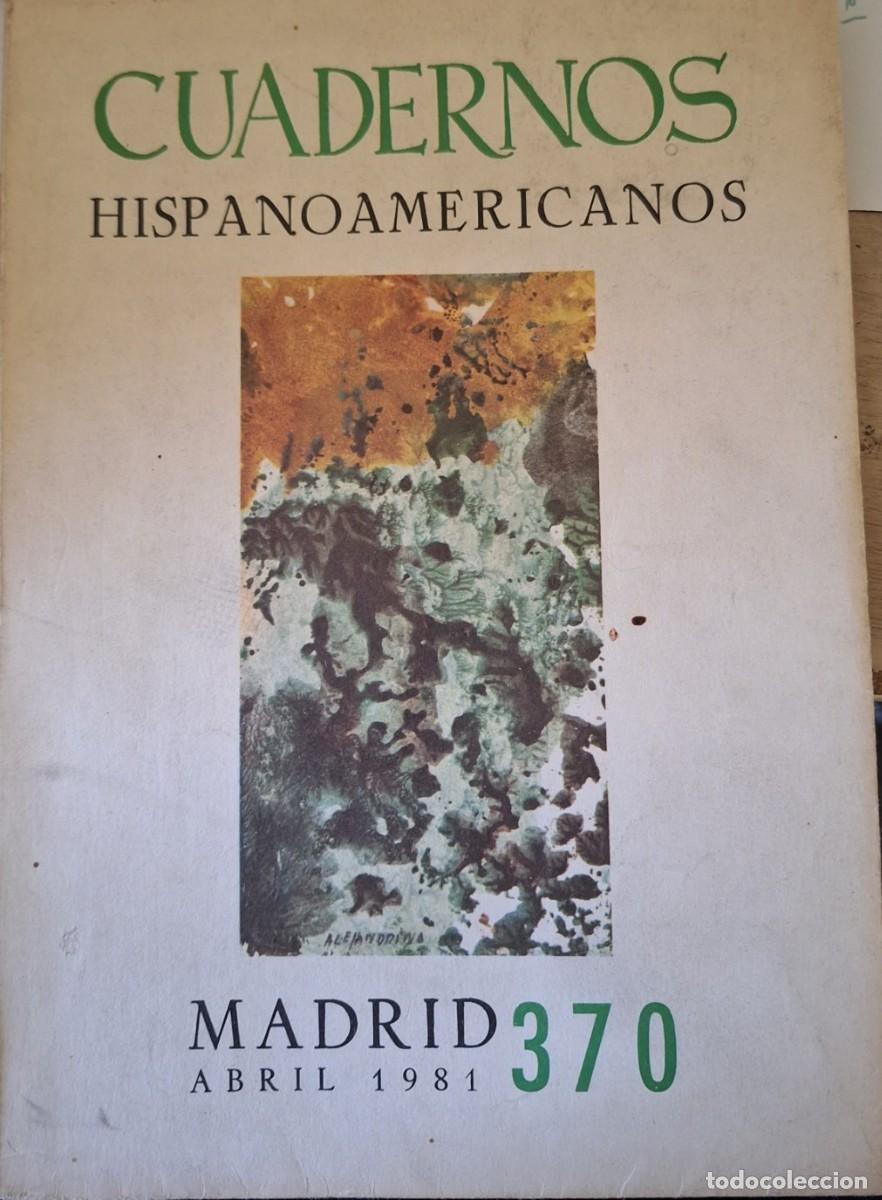 CUADERNOS
HISPANOAMERICANOS
ALEJANDRINO
MADRID 370
ABRIL 1981
todocoleccion